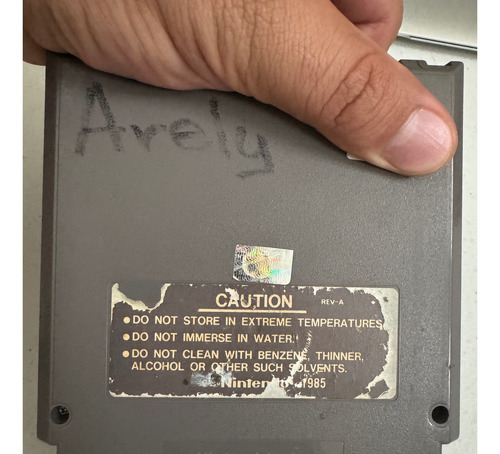 Arely
CAUTION REV-A
● DO NOT STORE IN EXTREME TEMPERATURES
● DO NOT IMMERSE IN WATER.
● DO NOT CLEAN WITH BENZENE, THINNER,
ALCOHOL OR OTHER SUCH SOLVENTS.
Nintendo 1985